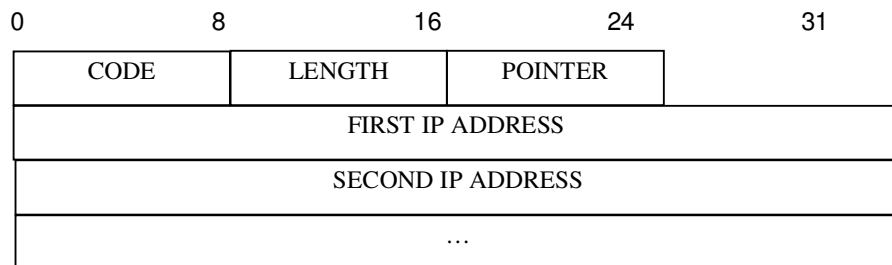 0 8 16 24 31
CODE LENGTH POINTER
FIRST IP ADDRESS
SECOND IP ADDRESS
…